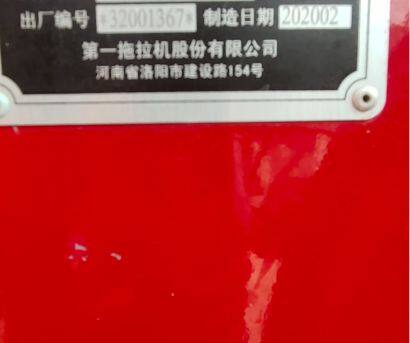 出厂编号 *32001367* 制造日期 202002
第一拖拉机股份有限公司
河南省洛阳市建设路154号